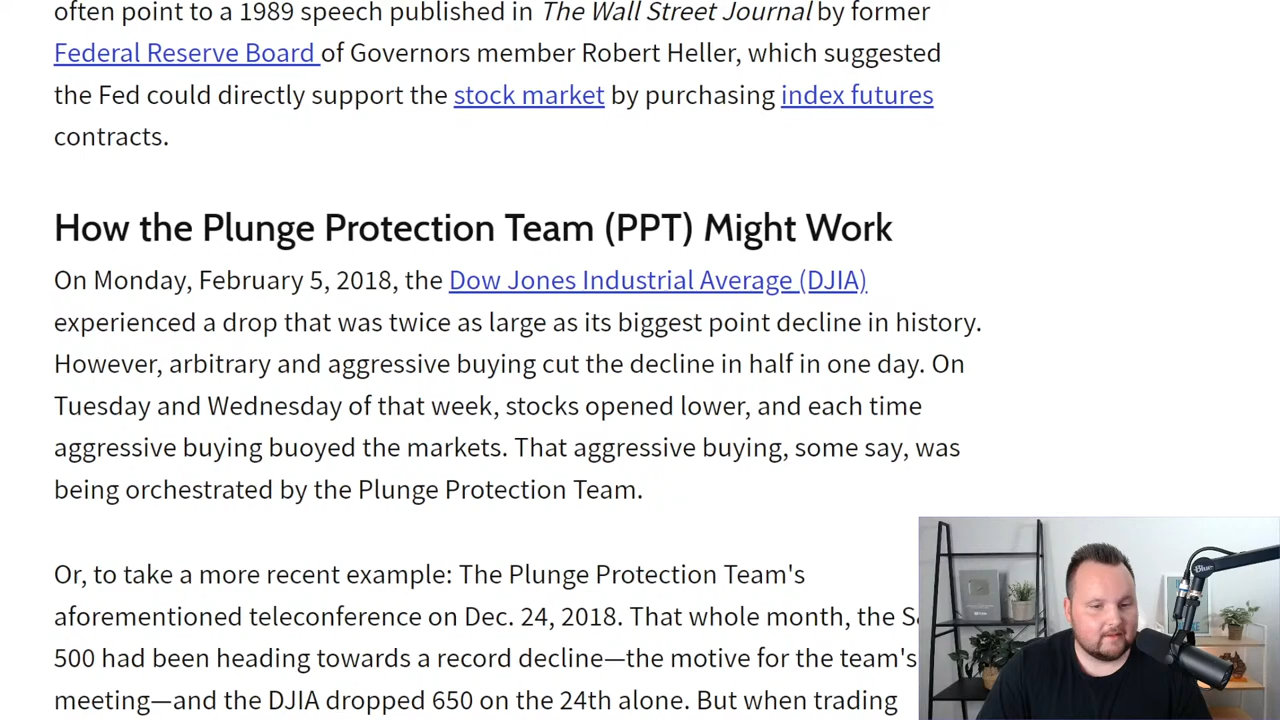 often point to a 1989 speech published in The Wall Street Journal by former
Federal Reserve Board of Governors member Robert Heller, which suggested
the Fed could directly support the stock market by purchasing index futures
contracts.
How the Plunge Protection Team (PPT) Might Work
On Monday, February 5, 2018, the Dow Jones Industrial Average (DJIA)
experienced a drop that was twice as large as its biggest point decline in history.
However, arbitrary and aggressive buying cut the decline in half in one day. On
Tuesday and Wednesday of that week, stocks opened lower, and each time
aggressive buying buoyed the markets. That aggressive buying, some say, was
being orchestrated by the Plunge Protection Team.
Or, to take a more recent example: The Plunge Protection Team's
aforementioned teleconference on Dec. 24, 2018. That whole month, the
500 had been heading towards a record decline—the motive for the team's
meeting—and the DJIA dropped 650 on the 24th alone. But when trading
Blue